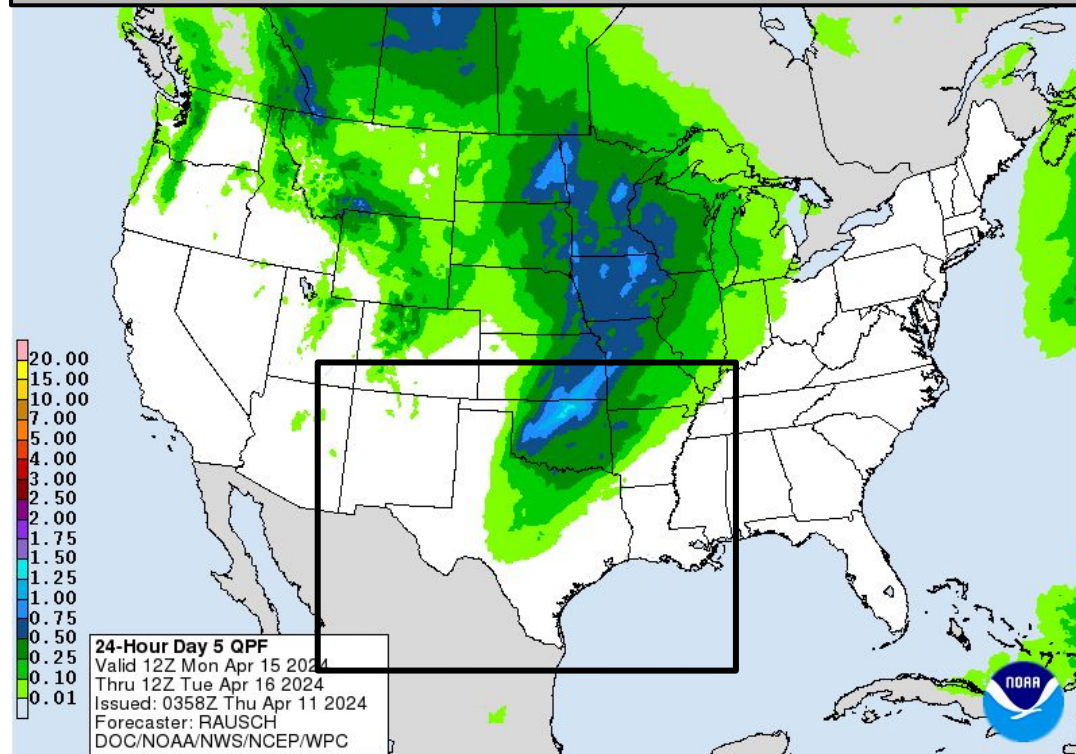 20.00
15.00
10.00
7.00
5.00
4.00
3.00
2.50
2.00
1.75
1.50
1.25
1.00
0.75
0.50
0.25
0.10
0.01
24-Hour Day 5 QPF
Valid 12Z Mon Apr 15 2024
Thru 12Z Tue Apr 16 2024
Issued: 0358Z Thu Apr 11 2024
Forecaster: RAUSCH
DOC/NOAA/NWS/NCEP/WPC
NOAA